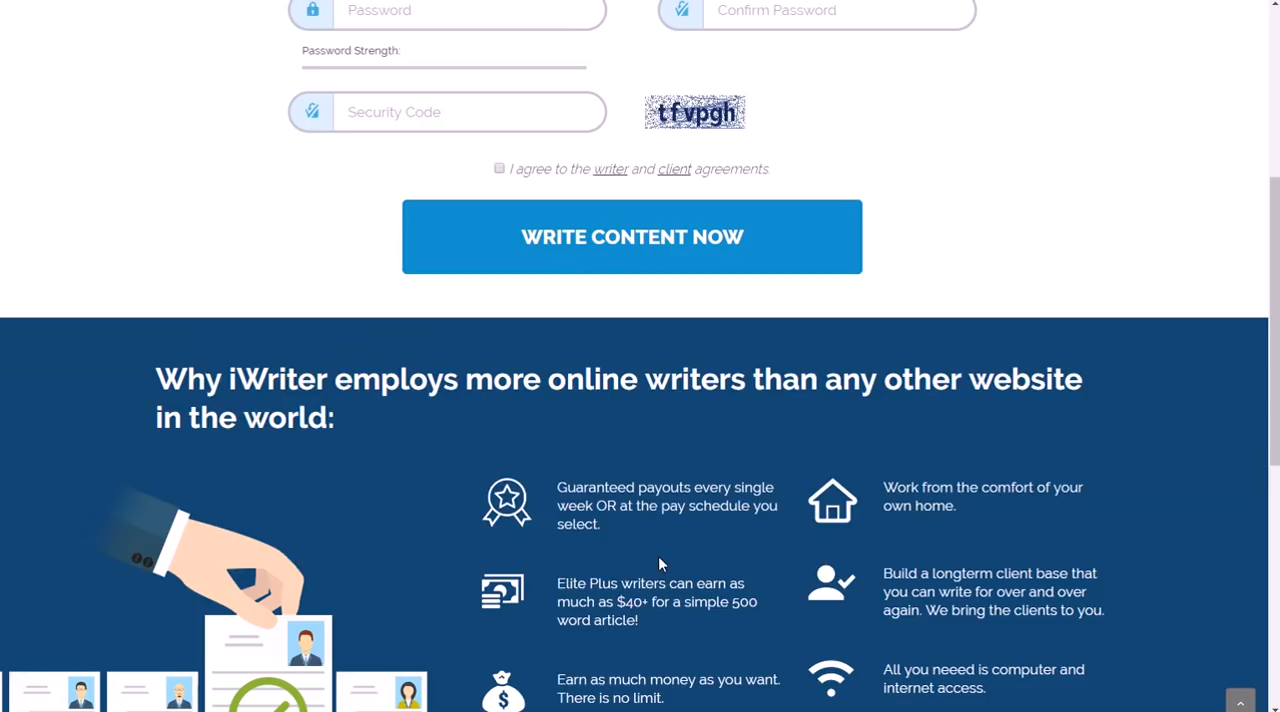 Password
Confirm Password
Password Strength:
Security Code
tfvpgh
I agree to the writer and client agreements.
WRITE CONTENT NOW
Why iWriter employs more online writers than any other website
in the world:
Guaranteed payouts every single
week OR at the pay schedule you
select.
Work from the comfort of your
own home.
Elite Plus writers can earn as
much as $40+ for a simple 500
word article!
Build a longterm client base that
you can write for over and over
again. We bring the clients to you.
Earn as much money as you want.
There is no limit.
All you neeed is computer and
internet access.